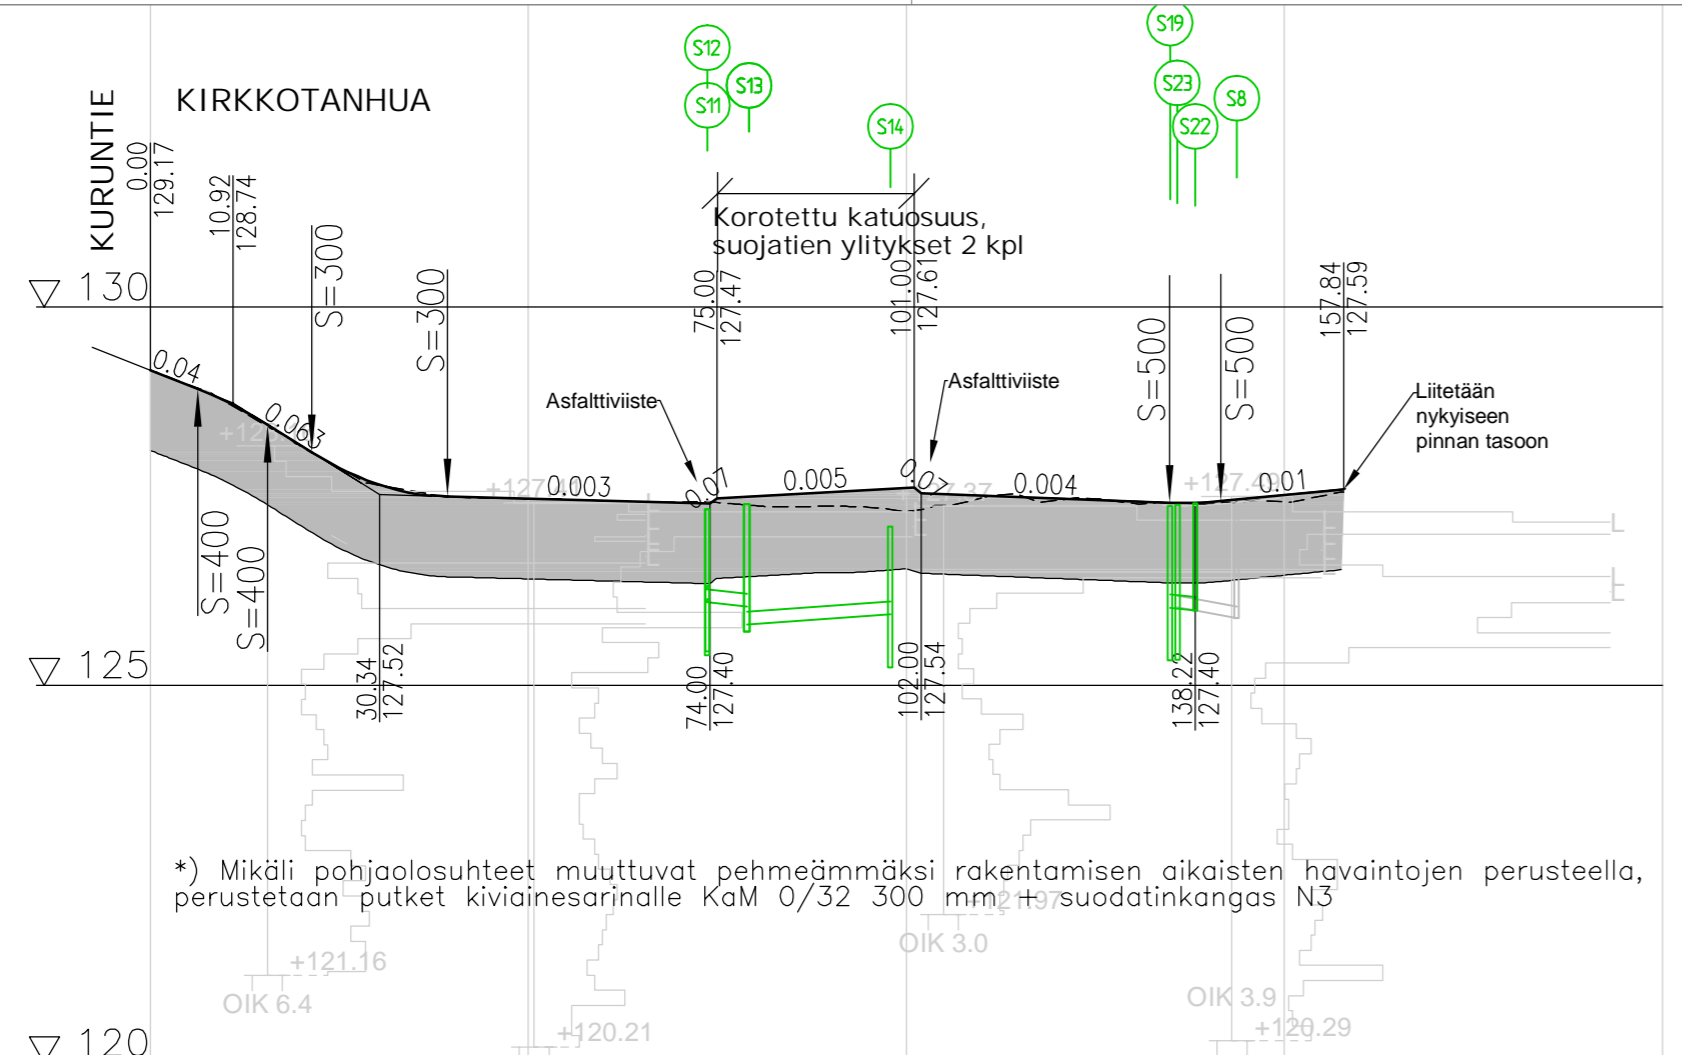 S12
S11
S13
S14
S19
S23
S22
S8
KURUNTIE
KIRKKOTANHUA
0.00
129.17
10.92
128.74
S=300
S=300
Korotettu katuosuus,
suojatien ylitykset 2 kpl
75.00
127.47
101.00
127.61
S=500
S=500
157.84
127.59
130
0.04
0.063
Asfalttiviiste
Asfalttiviiste
Liitetään
nykyiseen
pinnan tasoon
0.003
0.07
0.005
0.07
0.004
0.01
+127.49
S=400
S=400
125
30.34
127.52
74.00
127.40
102.00
127.54
138.22
127.40
*) Mikäli pohjaolosuhteet muuttuvat pehmeämmäksi rakentamisen aikaisten havaintojen perusteella,
perustetaan putket kiviainesarinalle KaM 0/32 300 mm + suodatinkangas N3
+121.97
OIK 3.0
+121.16
OIK 6.4
OIK 3.9
+120.21
+120.29
120